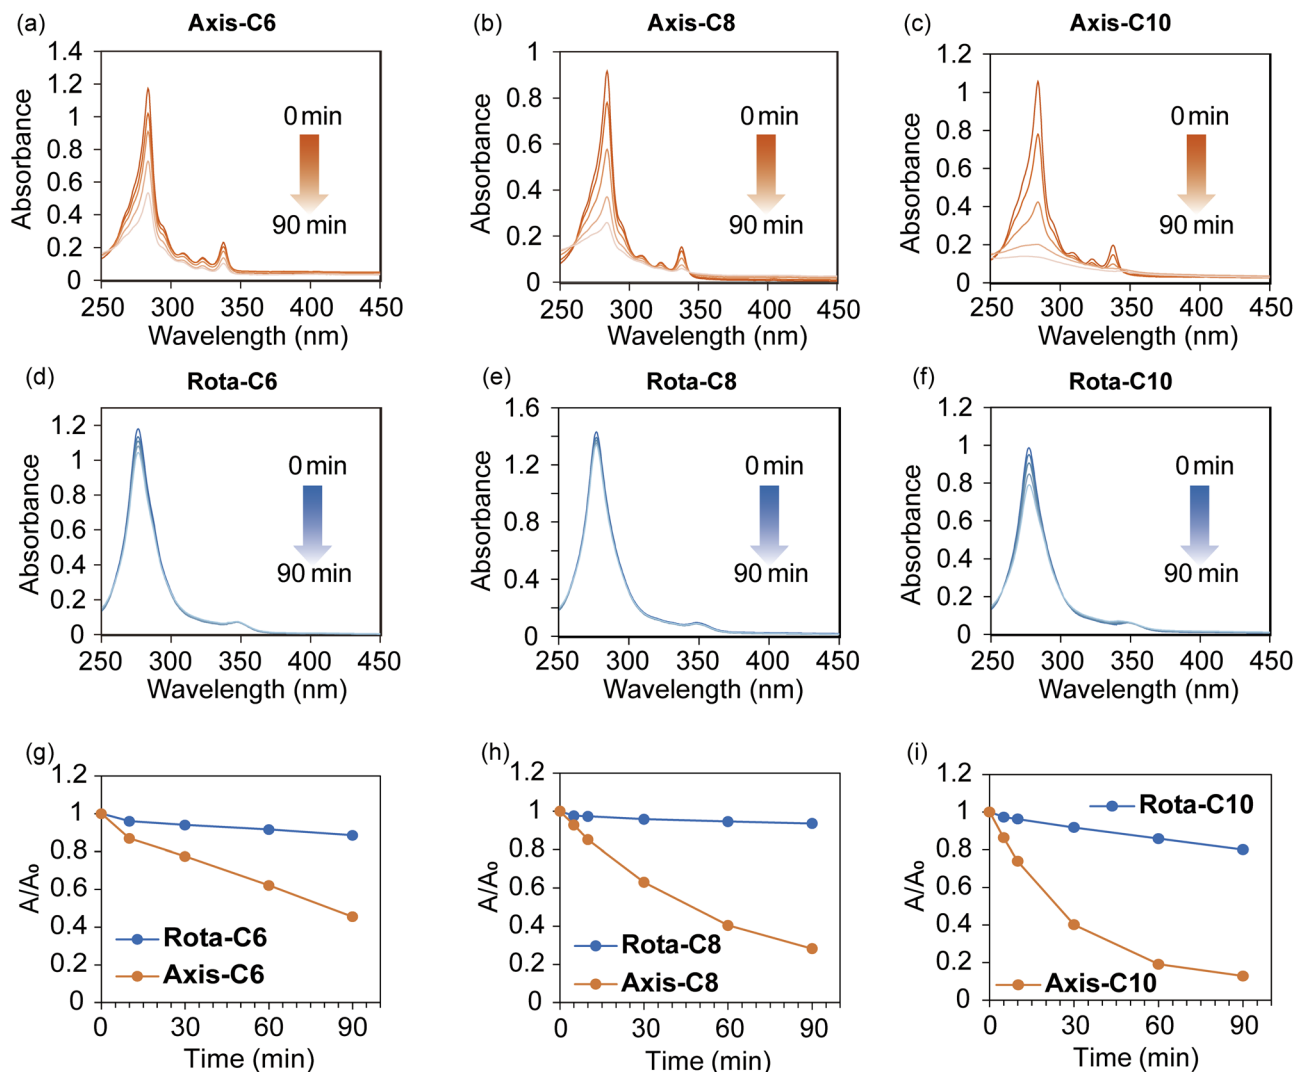 (a) Axis-C6
1.4
1.2
1
0.8
0.6
0.4
0.2
0
Absorbance
0 min
90 min
250 300 350 400 450
Wavelength (nm)
(b) Axis-C8
1
0.8
0.6
0.4
0.2
0
Absorbance
0 min
90 min
250 300 350 400 450
Wavelength (nm)
(c) Axis-C10
1.2
1
0.8
0.6
0.4
0.2
0
Absorbance
0 min
90 min
250 300 350 400 450
Wavelength (nm)
(d) Rota-C6
1.2
1
0.8
0.6
0.4
0.2
0
Absorbance
0 min
90 min
250 300 350 400 450
Wavelength (nm)
(e) Rota-C8
1.6
1.2
0.8
0.4
0
Absorbance
0 min
90 min
250 300 350 400 450
Wavelength (nm)
(f) Rota-C10
1.2
1
0.8
0.6
0.4
0.2
0
Absorbance
0 min
90 min
250 300 350 400 450
Wavelength (nm)
(g)
1.2
1
0.8
0.6
0.4
0.2
0
A/A₀
Rota-C6
Axis-C6
0 30 60 90
Time (min)
(h)
1.2
1
0.8
0.6
0.4
0.2
0
A/A₀
Rota-C8
Axis-C8
0 30 60 90
Time (min)
(i)
1.2
1
0.8
0.6
0.4
0.2
0
A/A₀
Rota-C10
Axis-C10
0 30 60 90
Time (min)